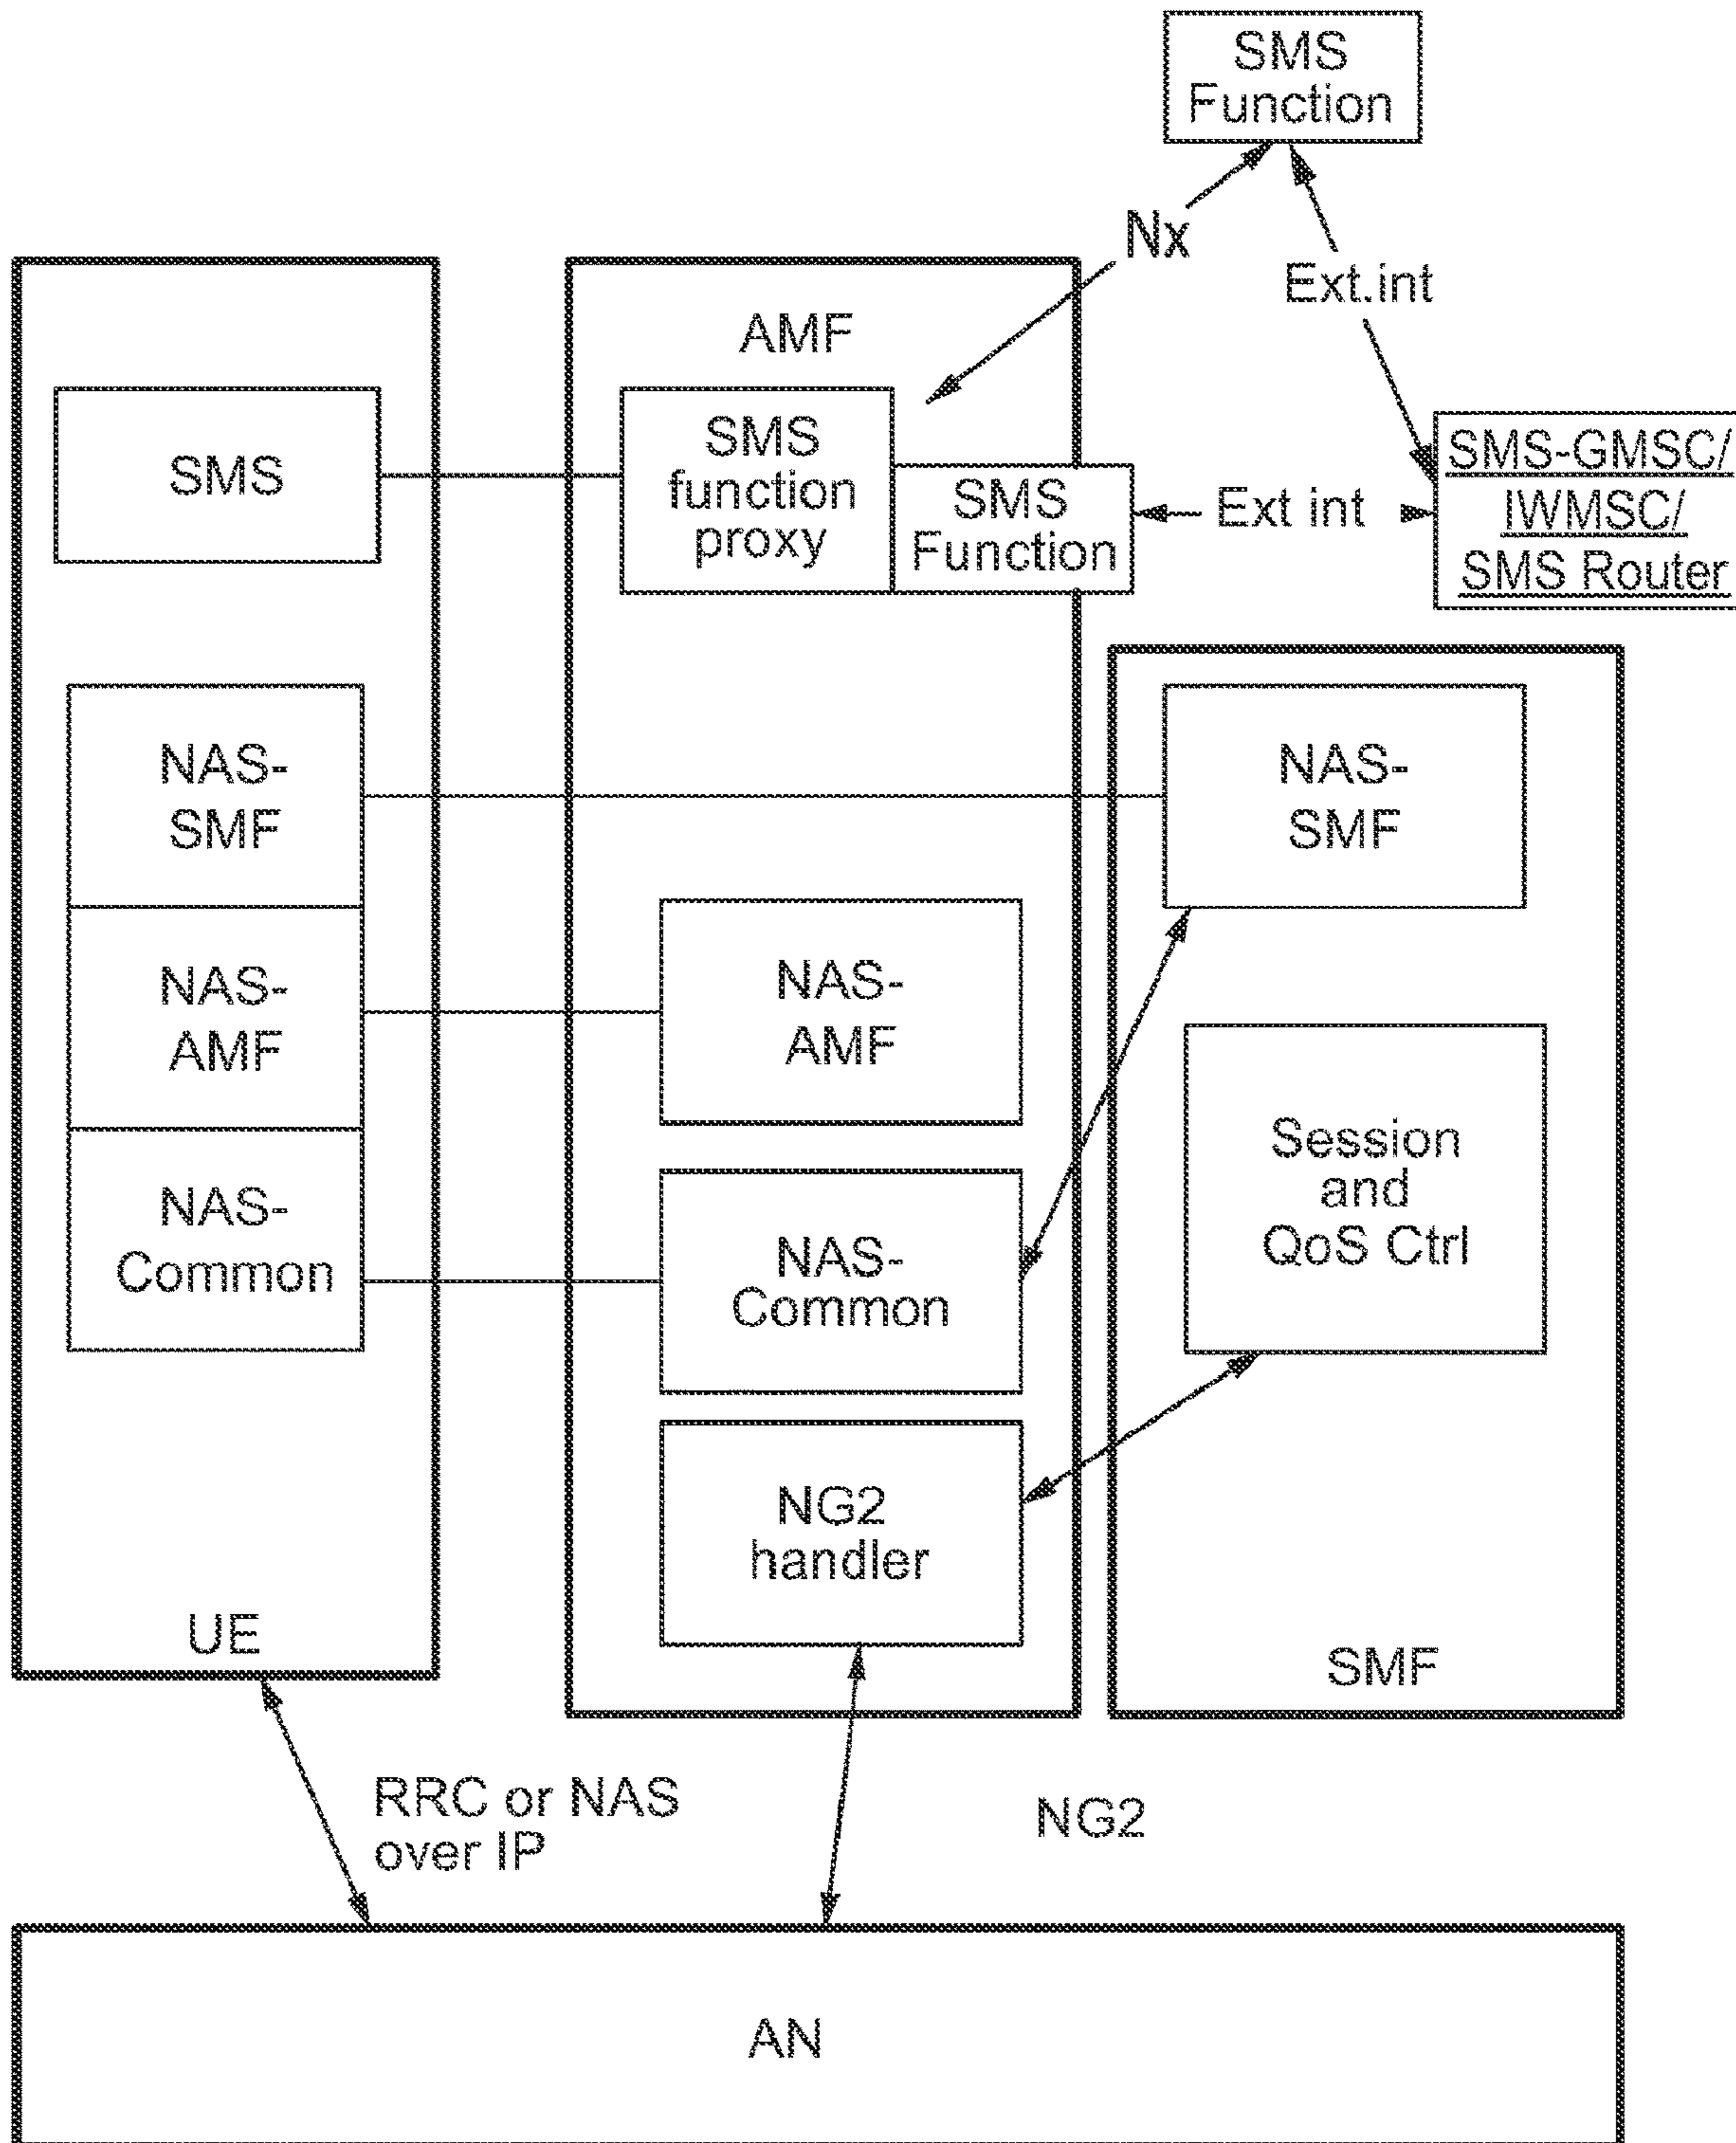 SMS
Function
Nx
Ext.int
AMF
SMS
SMS
function
proxy
SMS
Function
Ext int
SMS-GMSC/
IWMSC/
SMS Router
NAS-
SMF
NAS-
SMF
NAS-
AMF
NAS-
AMF
NAS-
Common
NAS-
Common
Session
and
QoS Ctrl
NG2
handler
UE
SMF
RRC or NAS
over IP
NG2
AN